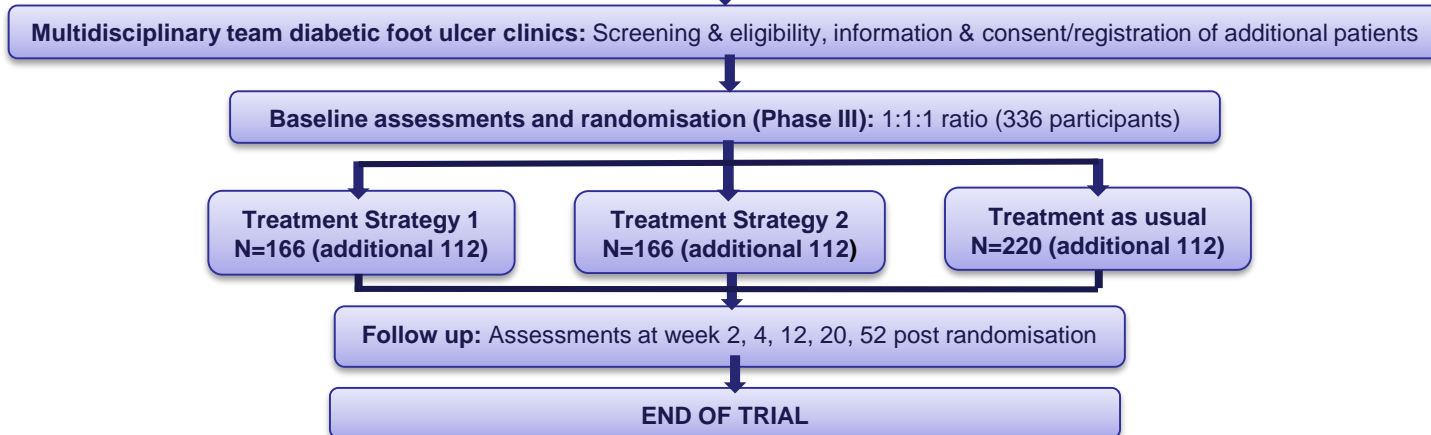 Multidisciplinary team diabetic foot ulcer clinics: Screening & eligibility, information & consent/registration of additional patients
Baseline assessments and randomisation (Phase III): 1:1:1 ratio (336 participants)
Treatment Strategy 1
N=166 (additional 112)
Treatment Strategy 2
N=166 (additional 112)
Treatment as usual
N=220 (additional 112)
Follow up: Assessments at week 2, 4, 12, 20, 52 post randomisation
END OF TRIAL